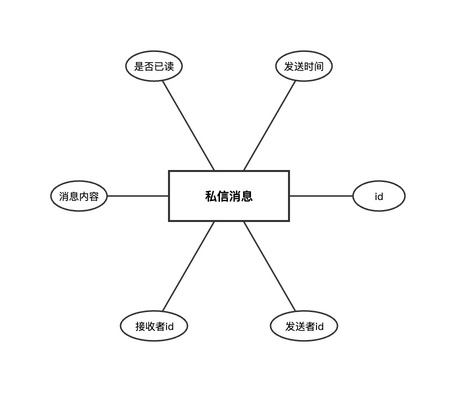 是否已读
发送时间
消息内容
私信消息
id
接收者id
发送者id